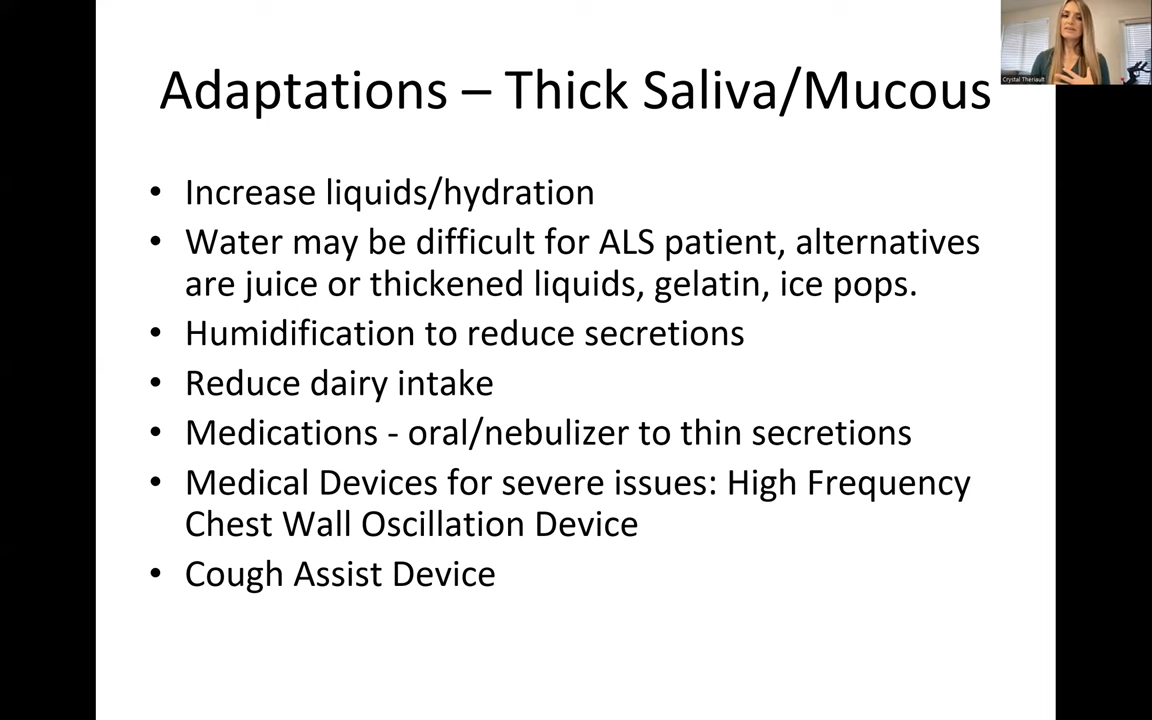 Adaptations – Thick Saliva/Mucous
Crystal Theriault
• Increase liquids/hydration
• Water may be difficult for ALS patient, alternatives
are juice or thickened liquids, gelatin, ice pops.
• Humidification to reduce secretions
• Reduce dairy intake
• Medications - oral/nebulizer to thin secretions
• Medical Devices for severe issues: High Frequency
Chest Wall Oscillation Device
• Cough Assist Device